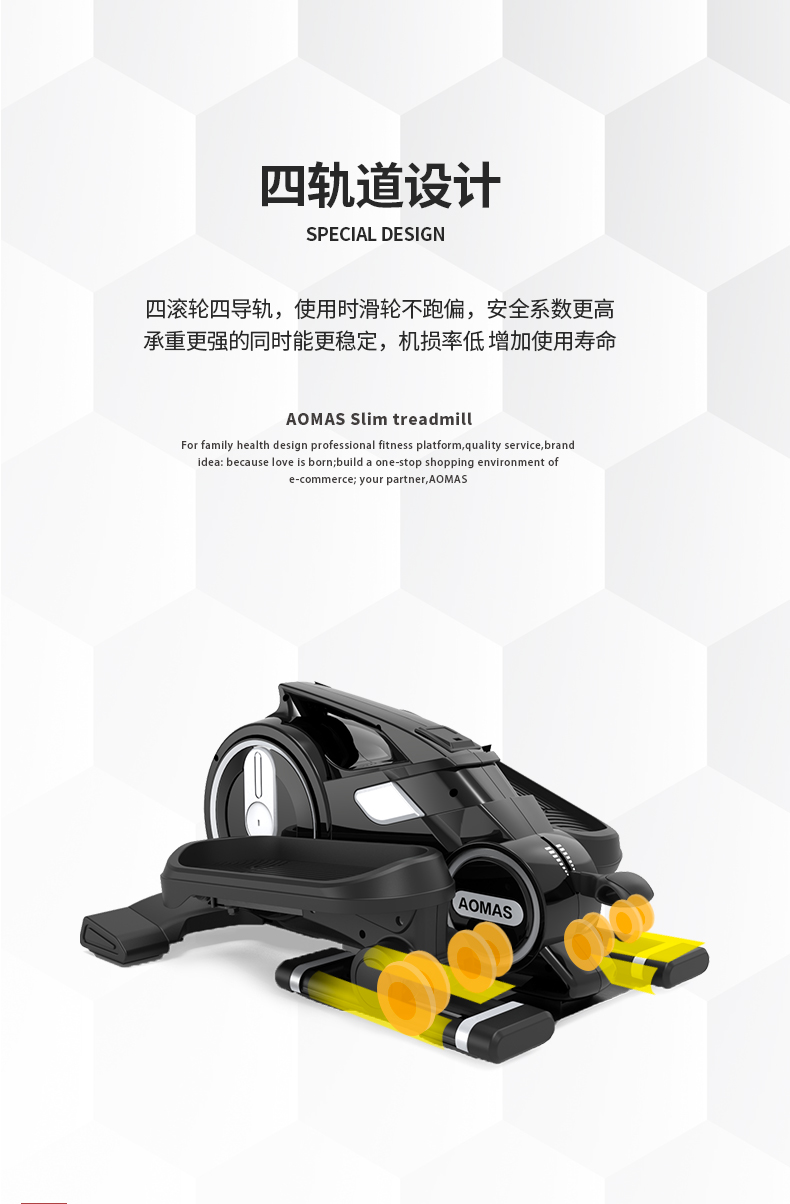 四轨道设计
SPECIAL DESIGN
四滚轮四导轨，使用时滑轮不跑偏，安全系数更高
承重更强的同时能更稳定，机损率低 增加使用寿命
AOMAS Slim treadmill
For family health design professional fitness platform,quality service,brand
idea: because love is born;build a one-stop shopping environment of
e-commerce; your partner,AOMAS
AOMAS